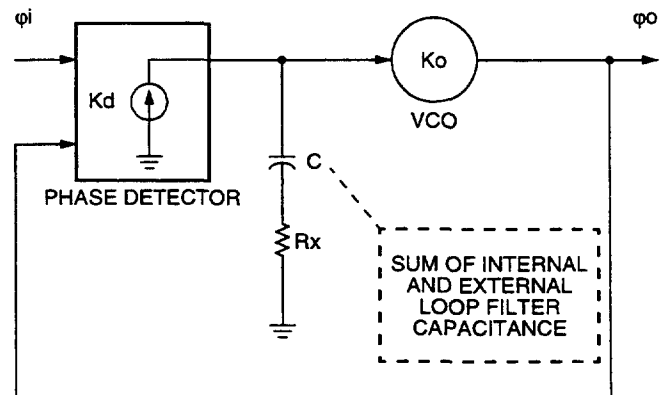 φi
φo
Kd
Ko
VCO
PHASE DETECTOR
C
Rx
SUM OF INTERNAL
AND EXTERNAL
LOOP FILTER
CAPACITANCE